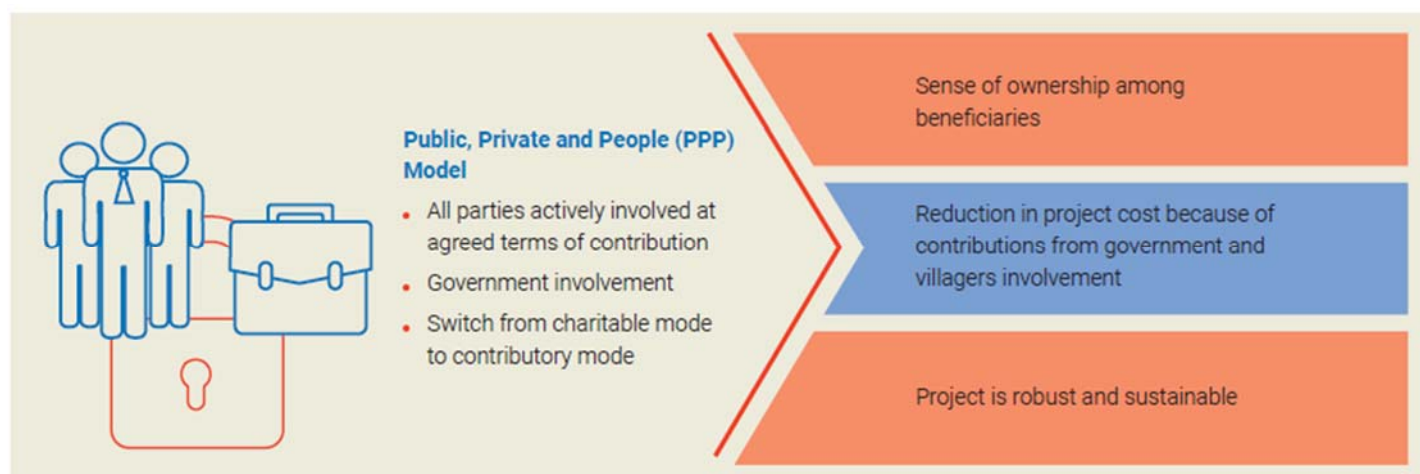 Public, Private and People (PPP)
Model
• All parties actively involved at
agreed terms of contribution
• Government involvement
• Switch from charitable mode
to contributory mode
Sense of ownership among
beneficiaries
Reduction in project cost because of
contributions from government and
villagers involvement
Project is robust and sustainable